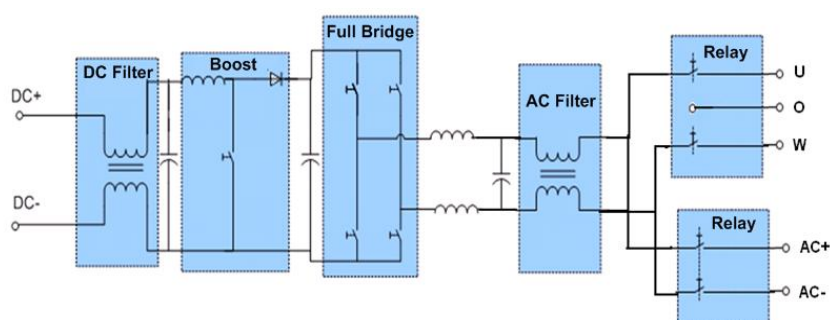 Full Bridge
DC Filter
Boost
Relay
DC+
AC Filter
U
O
W
DC-
Relay
AC+
AC-